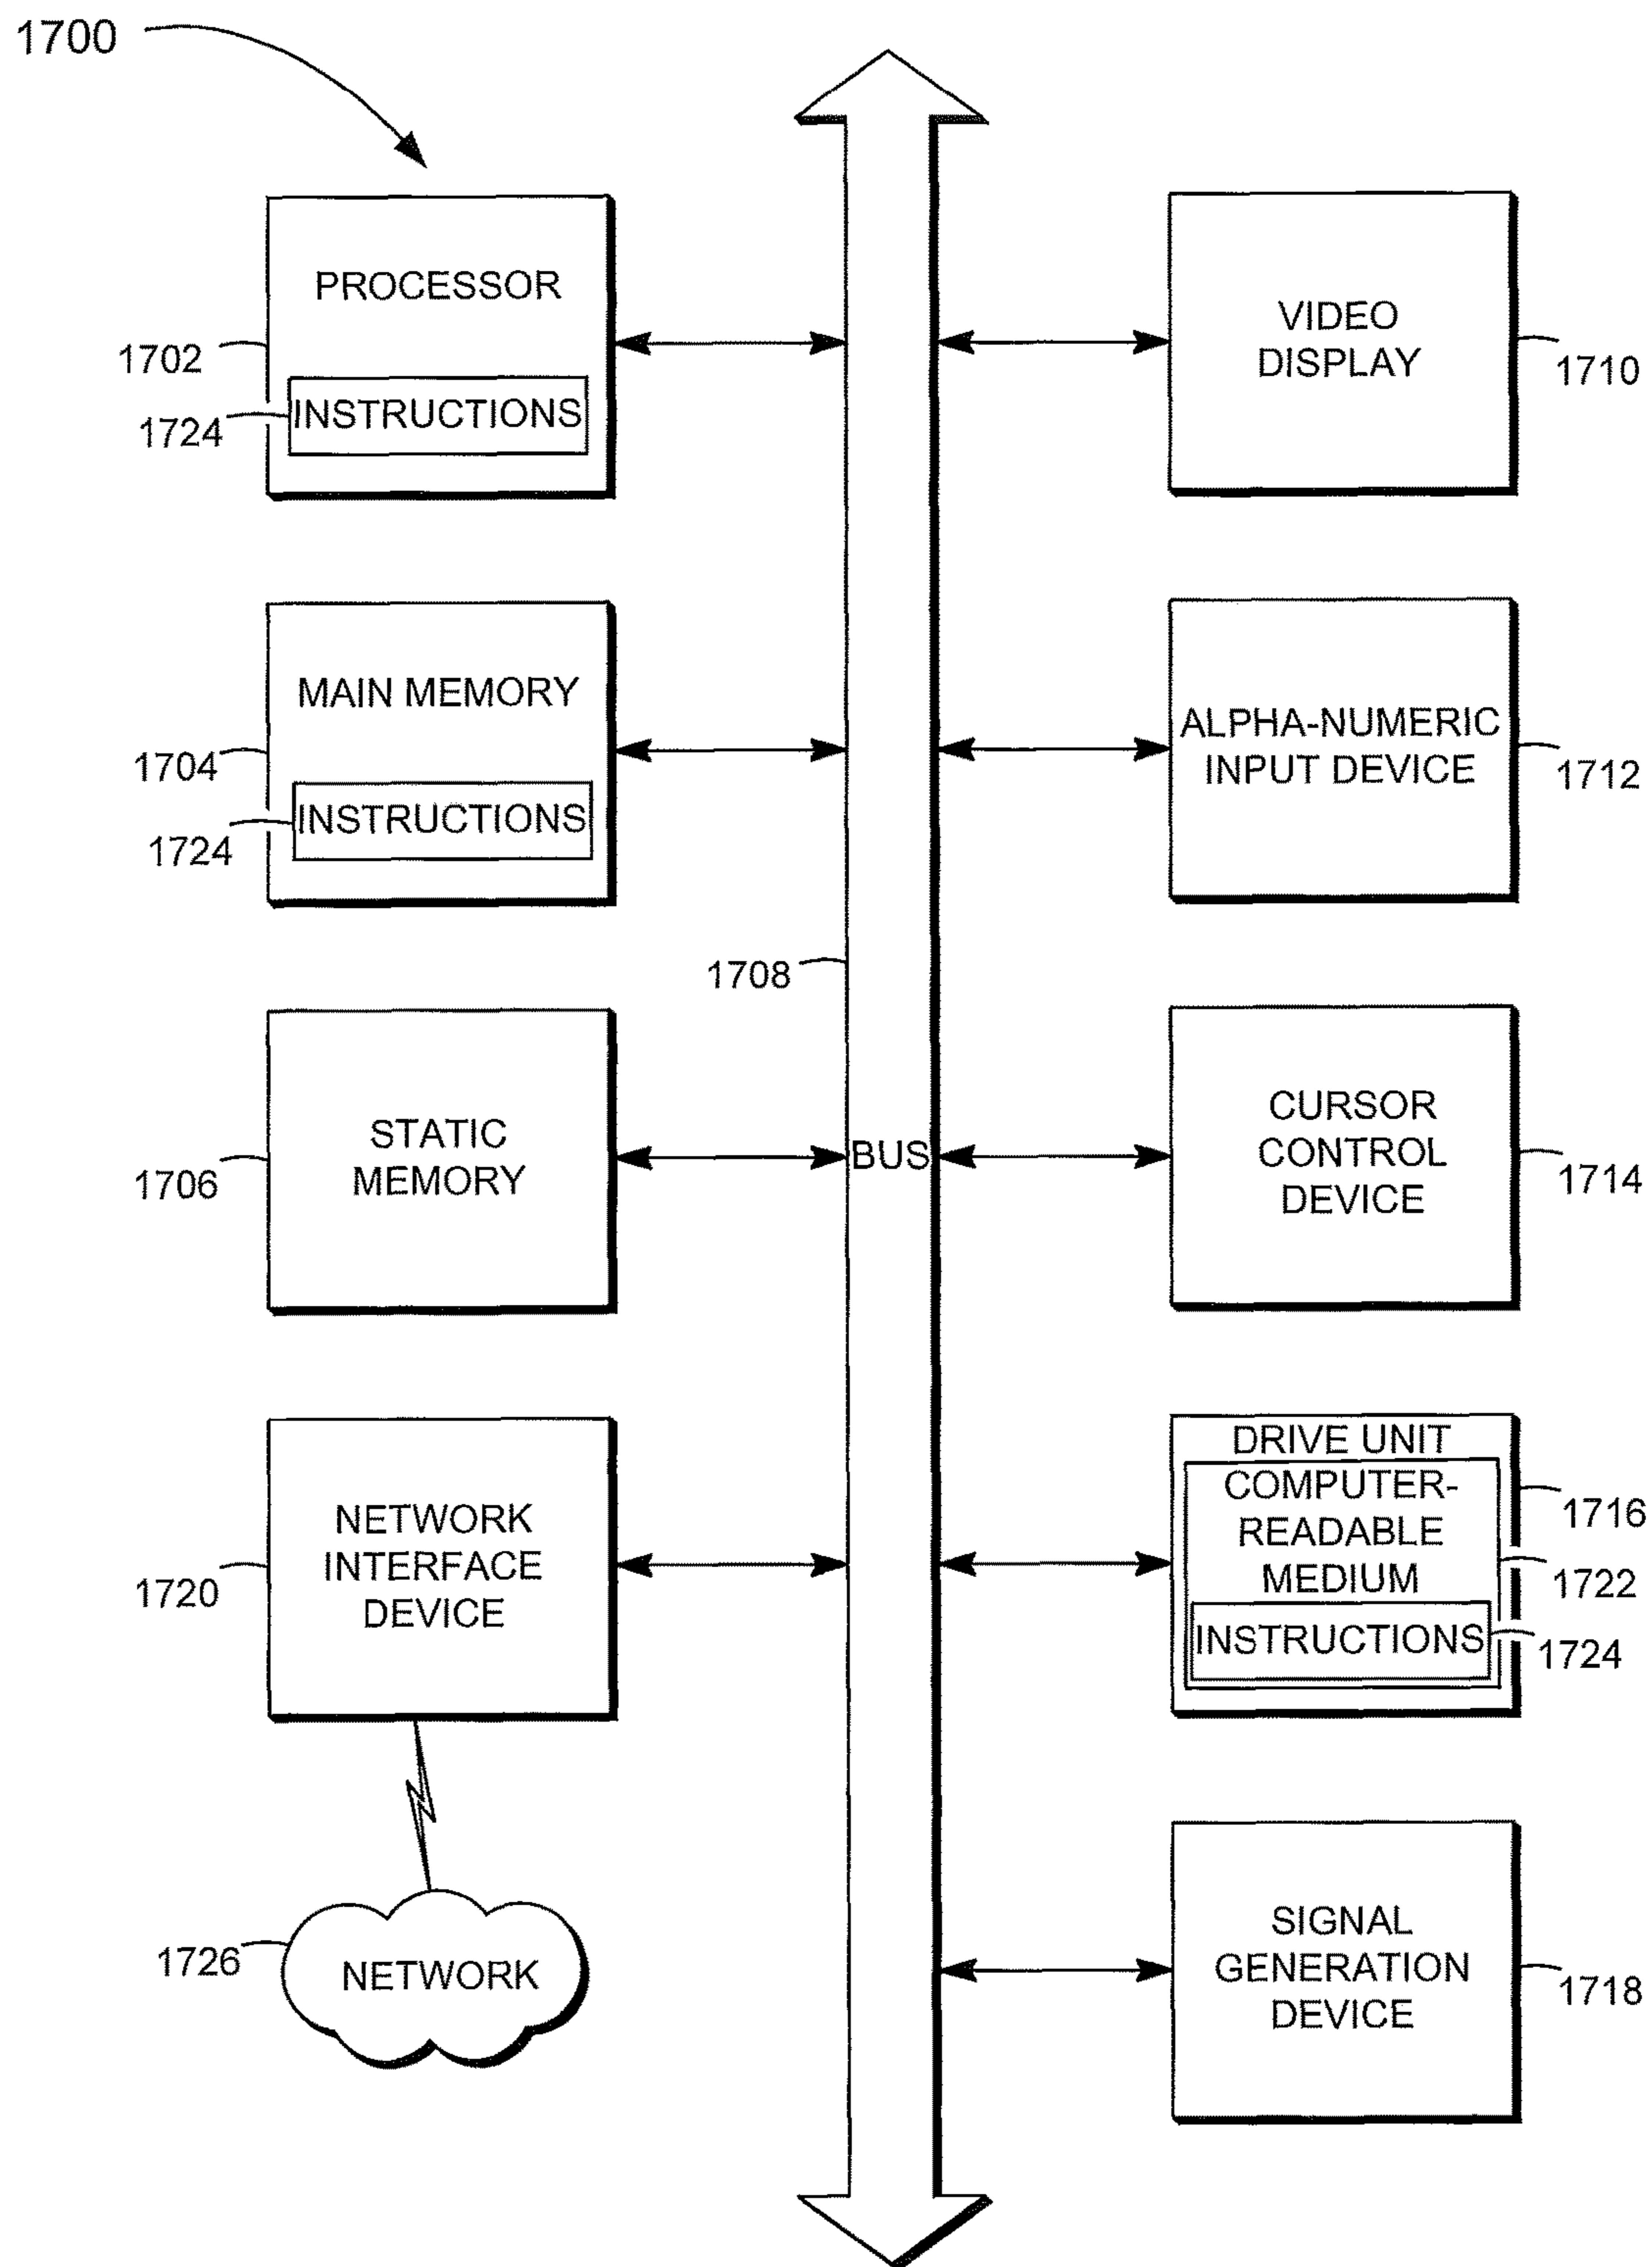 1700
PROCESSOR
1702
INSTRUCTIONS
1724
MAIN MEMORY
1704
INSTRUCTIONS
1724
1708
STATIC
MEMORY
1706
BUS
NETWORK
INTERFACE
DEVICE
1720
NETWORK
1726
VIDEO
DISPLAY
1710
ALPHA-NUMERIC
INPUT DEVICE
1712
CURSOR
CONTROL
DEVICE
1714
DRIVE UNIT
COMPUTER-
READABLE
MEDIUM
1716
1722
INSTRUCTIONS
1724
SIGNAL
GENERATION
DEVICE
1718